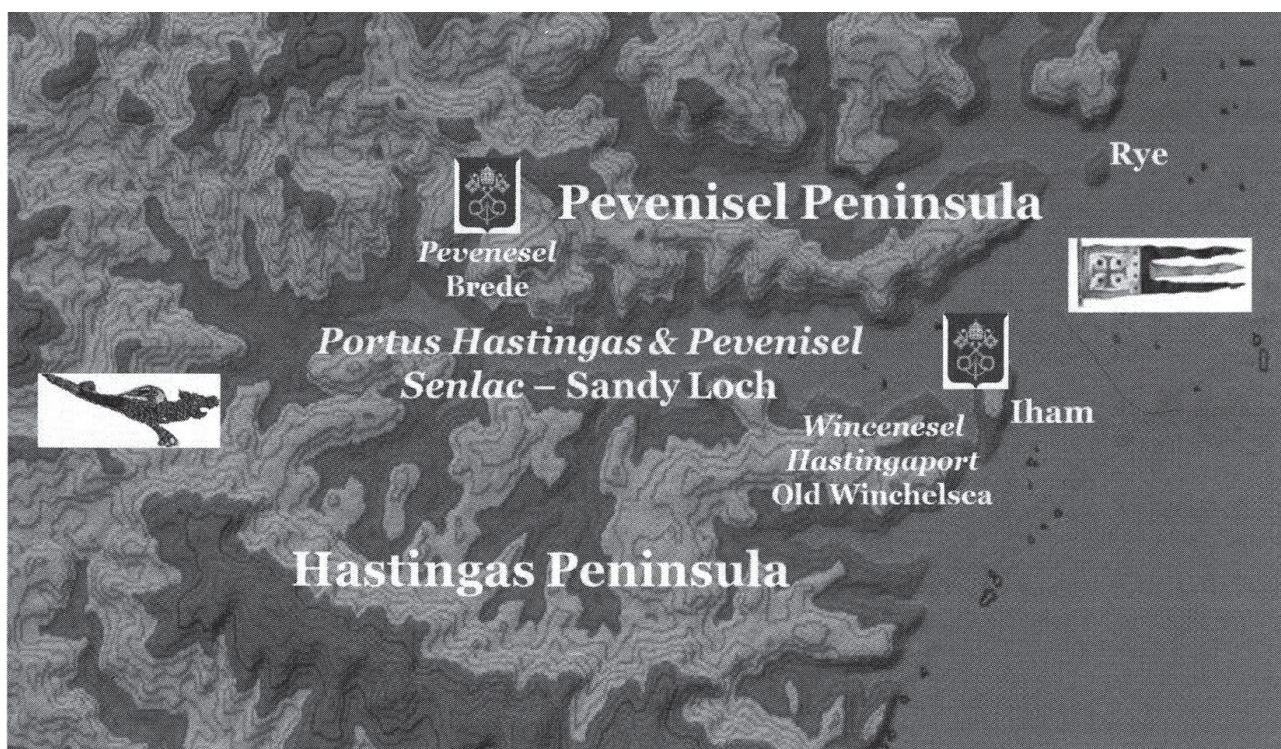 Rye
Pevenisel Peninsula
Pevenesel
Brede
Portus Hastingas & Pevenisel
Senlac – Sandy Loch
Iham
Wincenesel
Hastingaport
Old Winchelsea
Hastingas Peninsula